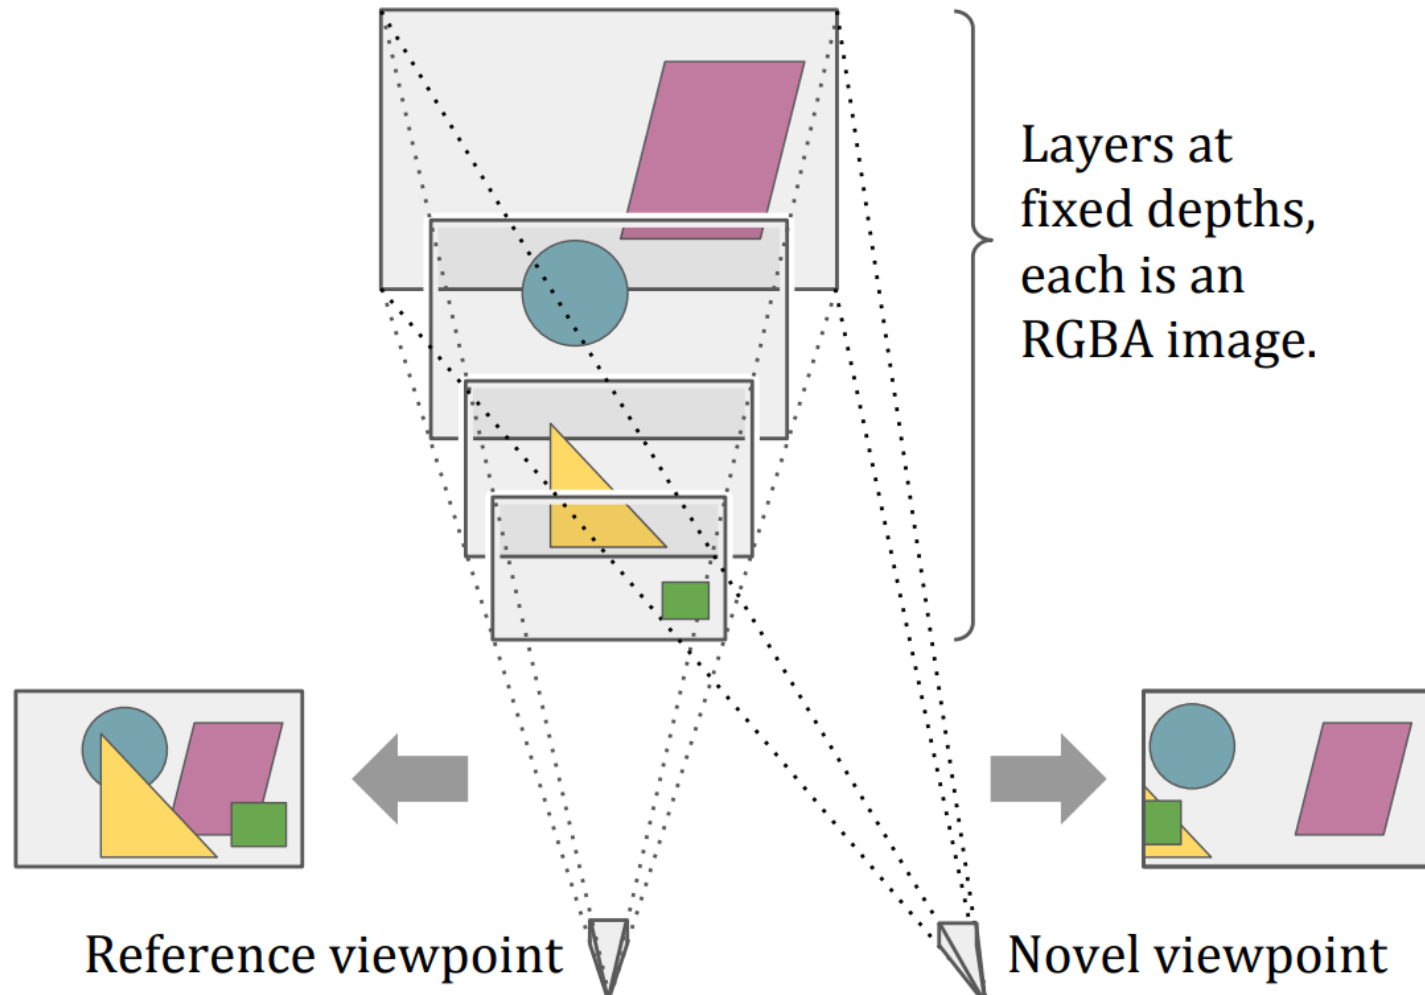 Layers at
fixed depths,
each is an
RGBA image.
Reference viewpoint
Novel viewpoint